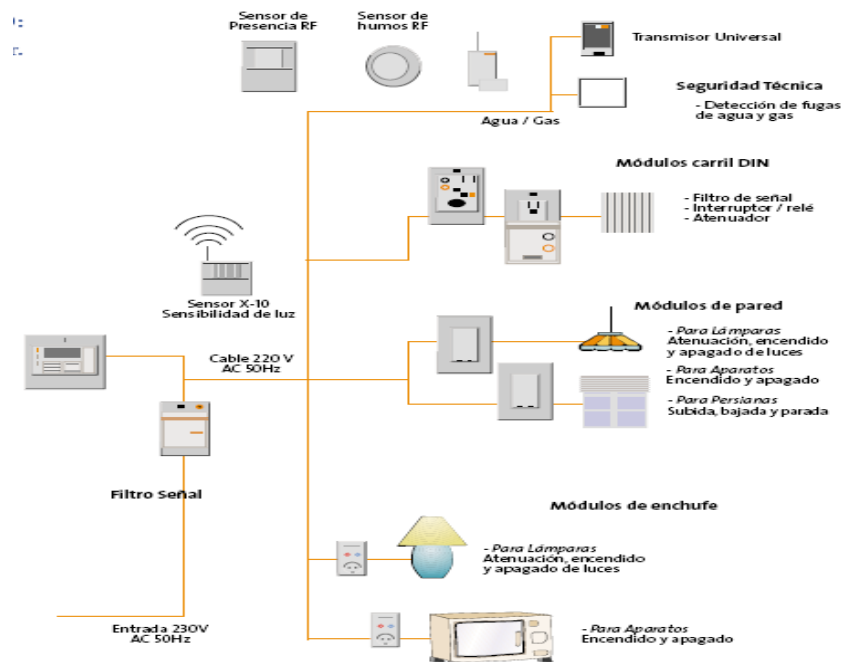 Sensor de
Presencia RF
Sensor de
humos RF
Transmisor Universal
Seguridad Técnica
- Detección de fugas
de agua y gas
Agua / Gas
Módulos carril DIN
- Filtro de señal
- Interruptor / relé
- Atenuador
Sensor X-10
Sensibilidad de luz
Módulos de pared
- Para Lámparas
Atenuación, encendido
y apagado de luces
- Para Aparatos
Encendido y apagado
- Para Persianas
Subida, bajada y parada
Cable 220 V
AC 50Hz
Filtro Señal
Módulos de enchufe
- Para Lámparas
Atenuación, encendido
y apagado de luces
Entrada 230V
AC 50Hz
- Para Aparatos
Encendido y apagado